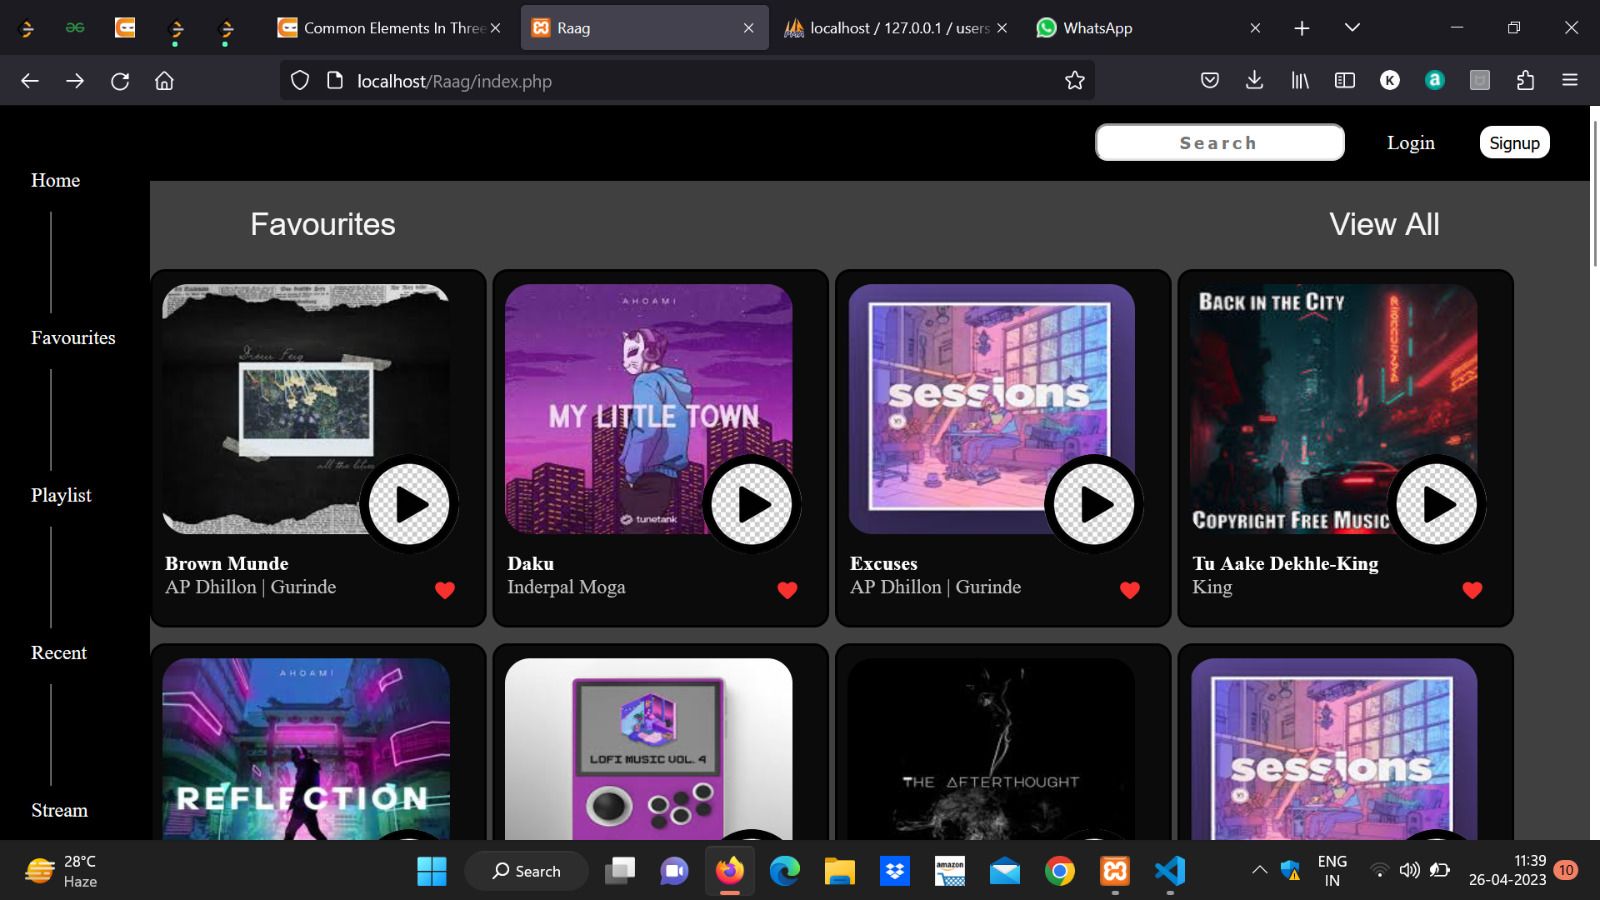 Common Elements In Three
Raag
localhost / 127.0.0.1 / users
WhatsApp
localhost/Raag/index.php
K
a
Search
Login
Signup
Home
Favourites
View All
Favourites
Playlist
Recent
Stream
AHOAMI
MY LITTLE TOWN
tunetank
sessions
BACK IN THE CITY
COPYRIGHT FREE MUSIC
Brown Munde
AP Dhillon | Gurinde
Daku
Inderpal Moga
Excuses
AP Dhillon | Gurinde
Tu Aake Dekhle-King
King
AHOAMI
REFLECTION
LOFI MUSIC VOL. 4
THE AFTERTHOUGHT
sessions
28°C
Haze
Search
amazon
ENG
IN
11:39
26-04-2023
10